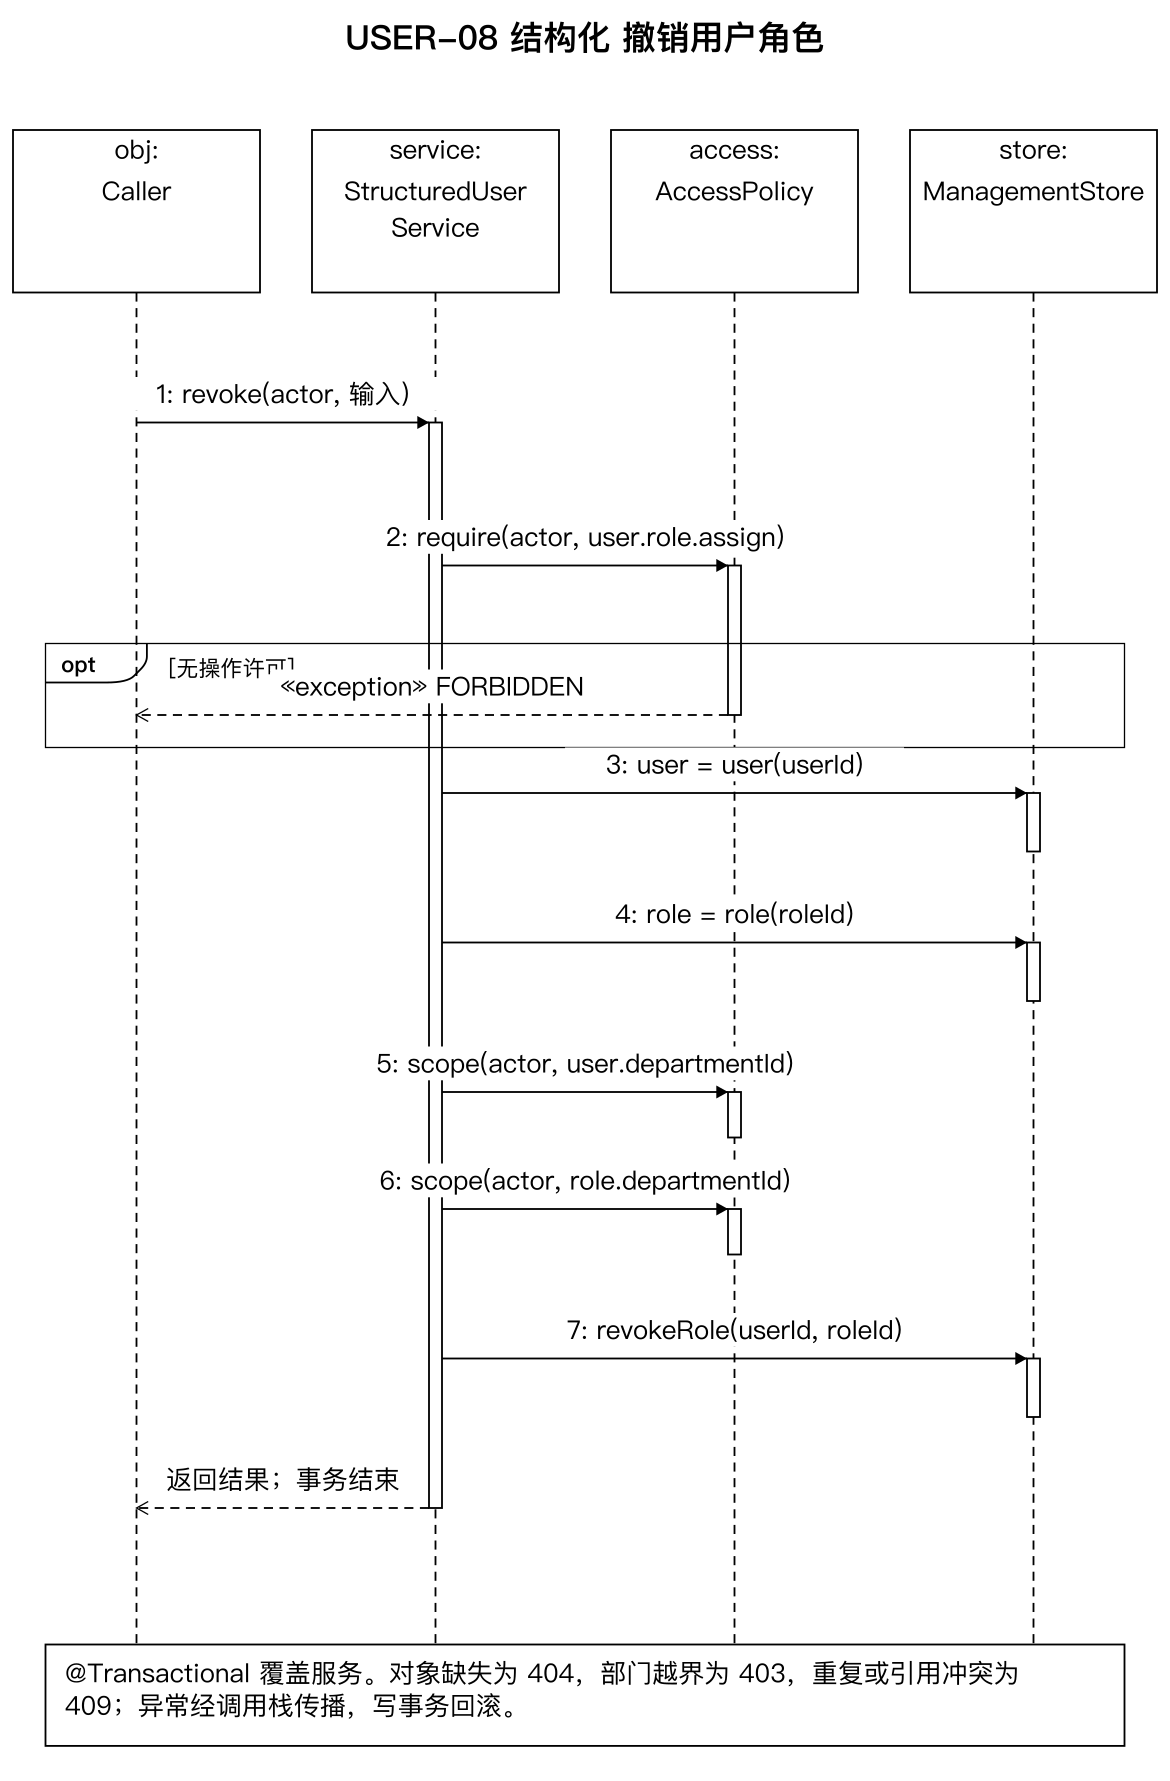 USER-08 结构化 撤销用户角色
obj:
Caller
service:
StructuredUser
Service
access:
AccessPolicy
store:
ManagementStore
1: revoke(actor, 输入)
2: require(actor, user.role.assign)
opt
[无操作许可]
«exception» FORBIDDEN
3: user = user(userId)
4: role = role(roleId)
5: scope(actor, user.departmentId)
6: scope(actor, role.departmentId)
7: revokeRole(userId, roleId)
返回结果；事务结束
@Transactional 覆盖服务。对象缺失为 404，部门越界为 403，重复或引用冲突为
409；异常经调用栈传播，写事务回滚。